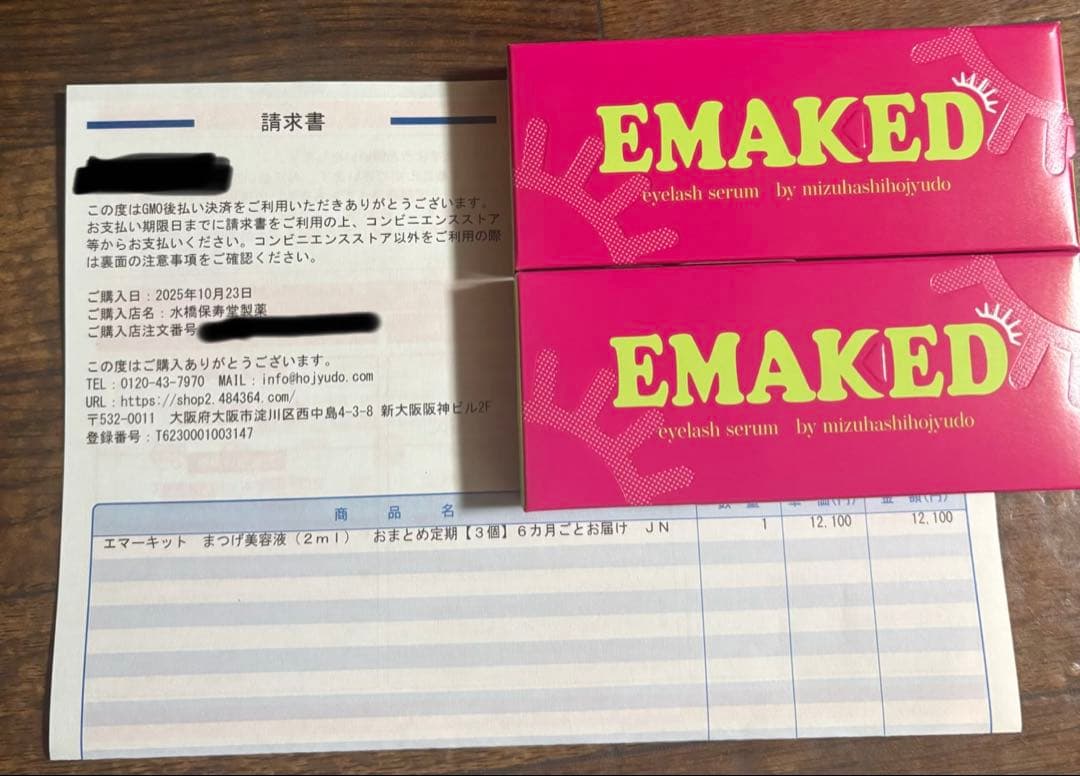 請求書
この度はGMO後払い決済をご利用いただきありがとうございます。
お支払い期限日までに請求書をご利用の上、コンビニエンスストア
等からお支払いください。コンビニエンスストア以外をご利用の際
は裏面の注意事項をご確認ください。
ご購入日：2025年10月23日
ご購入店名：水橋保寿堂製薬
ご購入店注文番号
この度はご購入ありがとうございます。
TEL：0120-43-7970 MAIL：info@hojyudo.com
URL：https://shop2.484364.com/
〒532-0011 大阪府大阪市淀川区西中島4-3-8 新大阪阪神ビル2F
登録番号：T6230001003147
EMAKED
eyelash serum by mizuhashihojyudo
EMAKED
eyelash serum by mizuhashihojyudo
商品名 数量 単価(円) 金額(円)
エマーキット まつげ美容液（2ml） おまとめ定期【3個】6カ月ごとお届け JN 1 12,100 12,100